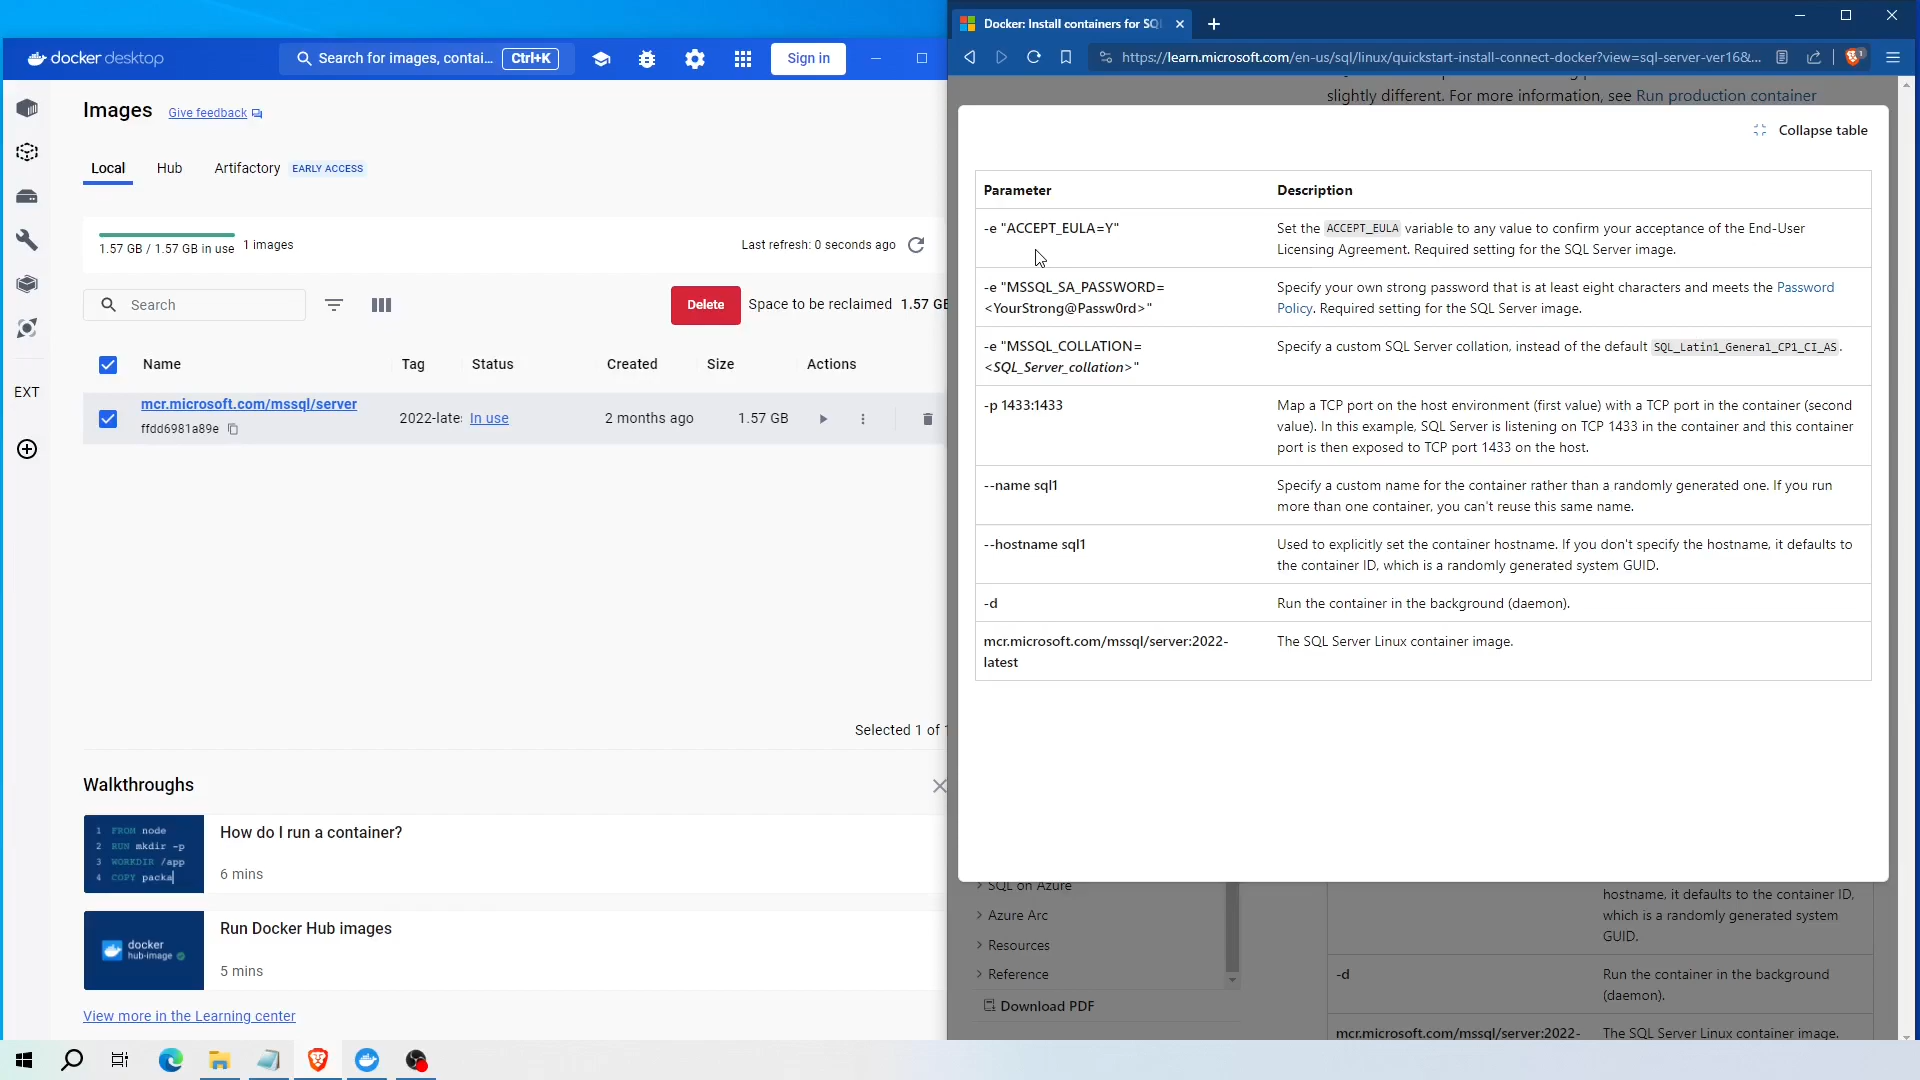 docker desktop
Search for images, contai... Ctrl+K
Sign in
Images Give feedback
Local Hub Artifactory EARLY ACCESS
1.57 GB / 1.57 GB in use 1 images
Last refresh: 0 seconds ago
Search
Delete Space to be reclaimed 1.57 GB
Name Tag Status Created Size Actions
mcr.microsoft.com/mssql/server
2022-late: In use 2 months ago 1.57 GB
ffdd6981a89e
EXT
Selected 1 of 1
Walkthroughs
1 FROM node
2 RUN mkdir -p
3 WORKDIR /app
4 COPY packa
How do I run a container?
6 mins
docker
hub-image
Run Docker Hub images
5 mins
View more in the Learning center
Docker: Install containers for SQ
https://learn.microsoft.com/en-us/sql/linux/quickstart-install-connect-docker?view=sql-server-ver16&...
1
slightly different. For more information, see Run production container
Collapse table
Parameter Description
-e "ACCEPT_EULA=Y"
Set the ACCEPT_EULA variable to any value to confirm your acceptance of the End-User
Licensing Agreement. Required setting for the SQL Server image.
-e "MSSQL_SA_PASSWORD=
<YourStrong@Passw0rd>"
Specify your own strong password that is at least eight characters and meets the Password
Policy. Required setting for the SQL Server image.
-e "MSSQL_COLLATION=
<SQL_Server_collation>"
Specify a custom SQL Server collation, instead of the default SQL_Latin1_General_CP1_CI_AS.
-p 1433:1433
Map a TCP port on the host environment (first value) with a TCP port in the container (second
value). In this example, SQL Server is listening on TCP 1433 in the container and this container
port is then exposed to TCP port 1433 on the host.
--name sql1
Specify a custom name for the container rather than a randomly generated one. If you run
more than one container, you can't reuse this same name.
--hostname sql1
Used to explicitly set the container hostname. If you don't specify the hostname, it defaults to
the container ID, which is a randomly generated system GUID.
-d
Run the container in the background (daemon).
mcr.microsoft.com/mssql/server:2022-
latest
The SQL Server Linux container image.
SQL on Azure
Azure Arc
Resources
Reference
Download PDF
hostname, it defaults to the container ID,
which is a randomly generated system
GUID.
-d
Run the container in the background
(daemon).
mcr.microsoft.com/mssql/server:2022-
The SQL Server Linux container image.